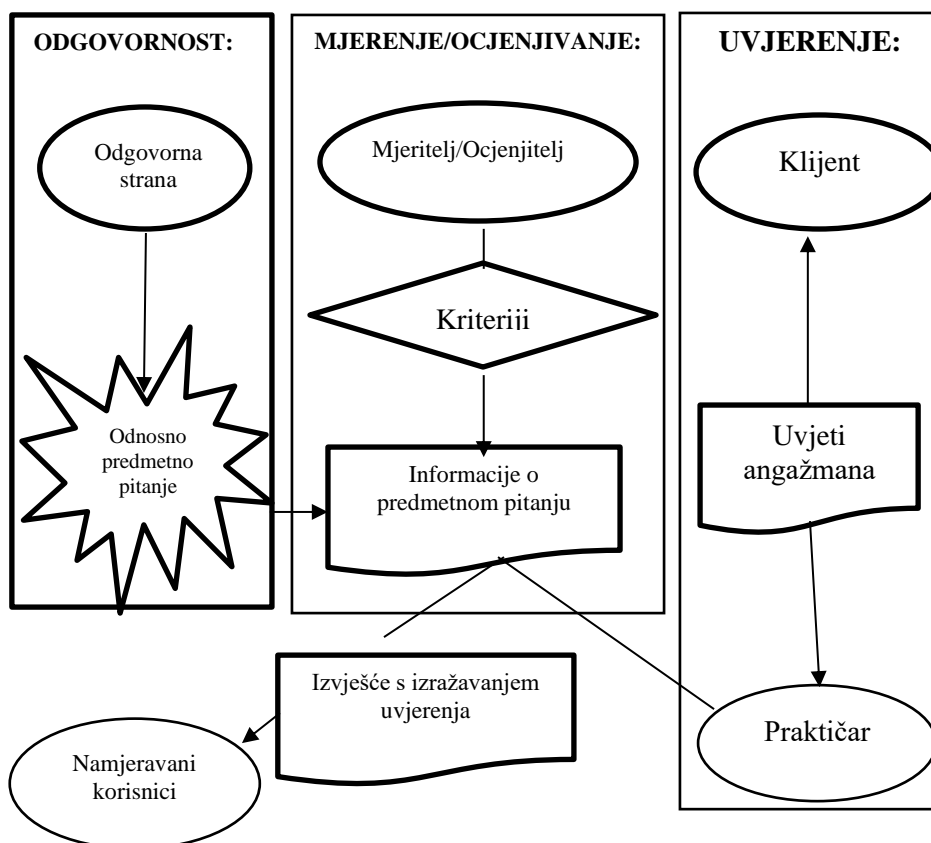 ODGOVORNOST:
Odgovorna
strana
Odnosno
predmetno
pitanje
MJERENJE/OCJENJIVANJE:
Mjeritelj/Ocjenjitelj
Kriteriji
Informacije o
predmetnom pitanju
UVJERENJE:
Klijent
Uvjeti
angažmana
Praktičar
Izvješće s izražavanjem
uvjerenja
Namjeravani
korisnici